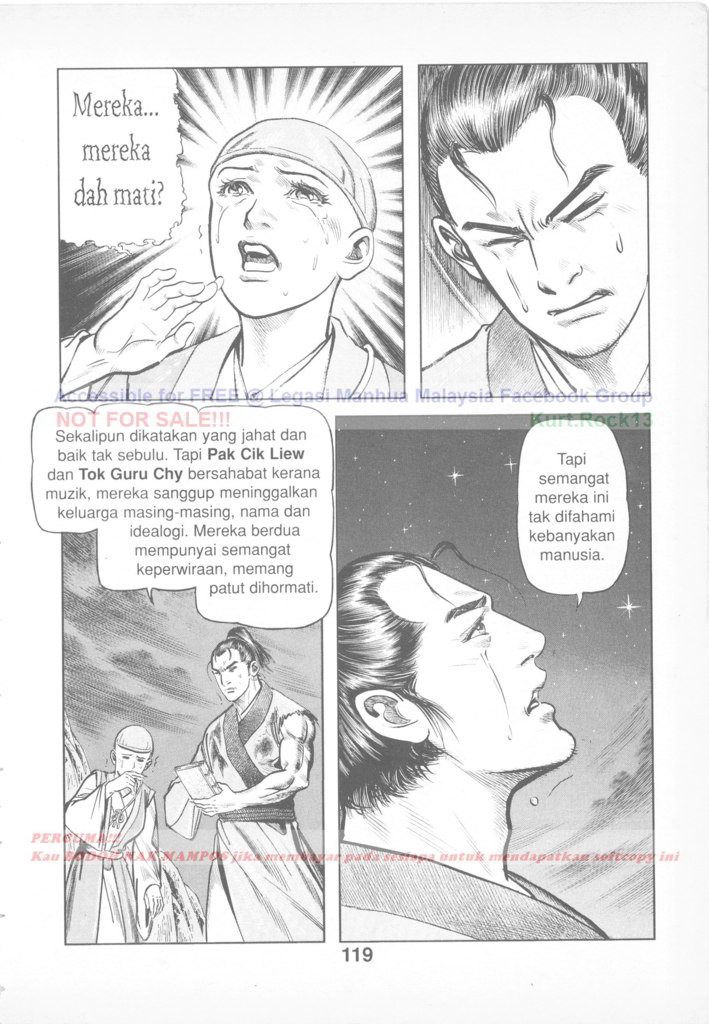 Mereka...
mereka
dah mati?
Accessible for FREE @ Legasi Manhua Malaysia Facebook Group
NOT FOR SALE!!!
Kurt.Rock13
Sekalipun dikatakan yang jahat dan
baik tak sebulu. Tapi Pak Cik Liew
dan Tok Guru Chy bersahabat kerana
muzik, mereka sanggup meninggalkan
keluarga masing-masing, nama dan
idealogi. Mereka berdua
mempunyai semangat
keperwiraan, memang
patut dihormati.
Tapi
semangat
mereka ini
tak difahami
kebanyakan
manusia.
PERCUMA!!!
Kau BODOH NAK MAMPOS jika membayar pada sesiapa untuk mendapatkan softcopy ini
119